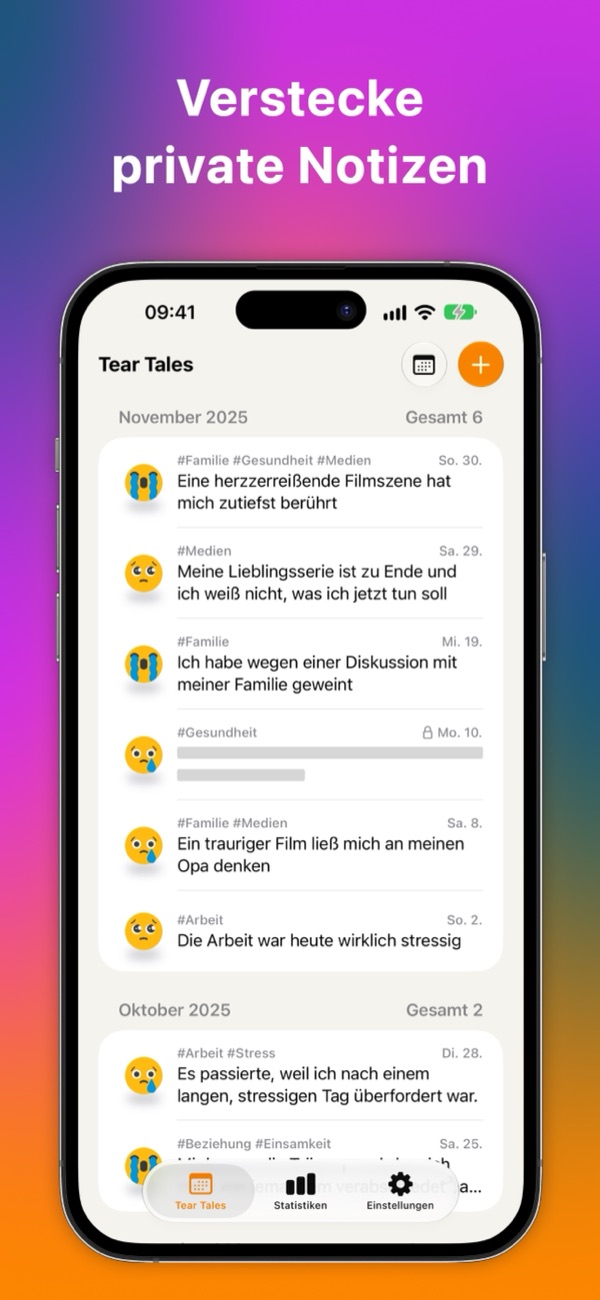 Verstecke
private Notizen
09:41
Tear Tales
November 2025 Gesamt 6
#Familie #Gesundheit #Medien So. 30.
Eine herzzerreißende Filmszene hat
mich zutiefst berührt
#Medien Sa. 29.
Meine Lieblingsserie ist zu Ende und
ich weiß nicht, was ich jetzt tun soll
#Familie Mi. 19.
Ich habe wegen einer Diskussion mit
meiner Familie geweint
#Gesundheit Mo. 10.
#Familie #Medien Sa. 8.
Ein trauriger Film ließ mich an meinen
Opa denken
#Arbeit So. 2.
Die Arbeit war heute wirklich stressig
Oktober 2025 Gesamt 2
#Arbeit #Stress Di. 28.
Es passierte, weil ich nach einem
langen, stressigen Tag überfordert war.
#Beziehung #Einsamkeit Sa. 25.
Tear Tales Statistiken Einstellungen